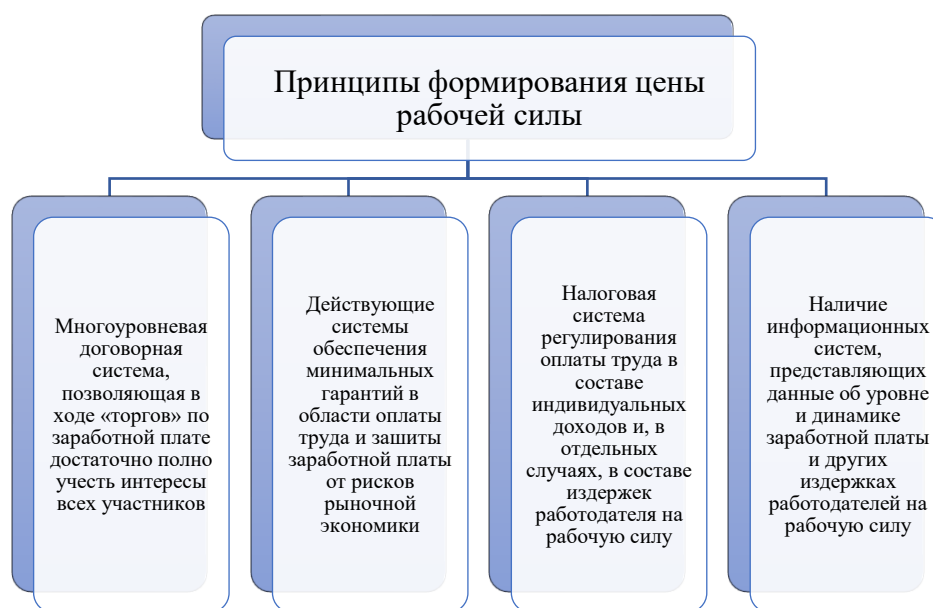 Принципы формирования цены
рабочей силы
Многоуровневая
договорная
система,
позволяющая в
ходе «торгов» по
заработной плате
достаточно полно
учесть интересы
всех участников
Действующие
системы
обеспечения
минимальных
гарантий в
области оплаты
труда и зашиты
заработной платы
от рисков
рыночной
экономики
Налоговая
система
регулирования
оплаты труда в
составе
индивидуальных
доходов и, в
отдельных
случаях, в составе
издержек
работодателя на
рабочую силу
Наличие
информационных
систем,
представляющих
данные об уровне
и динамике
заработной платы
и других
издержках
работодателей на
рабочую силу